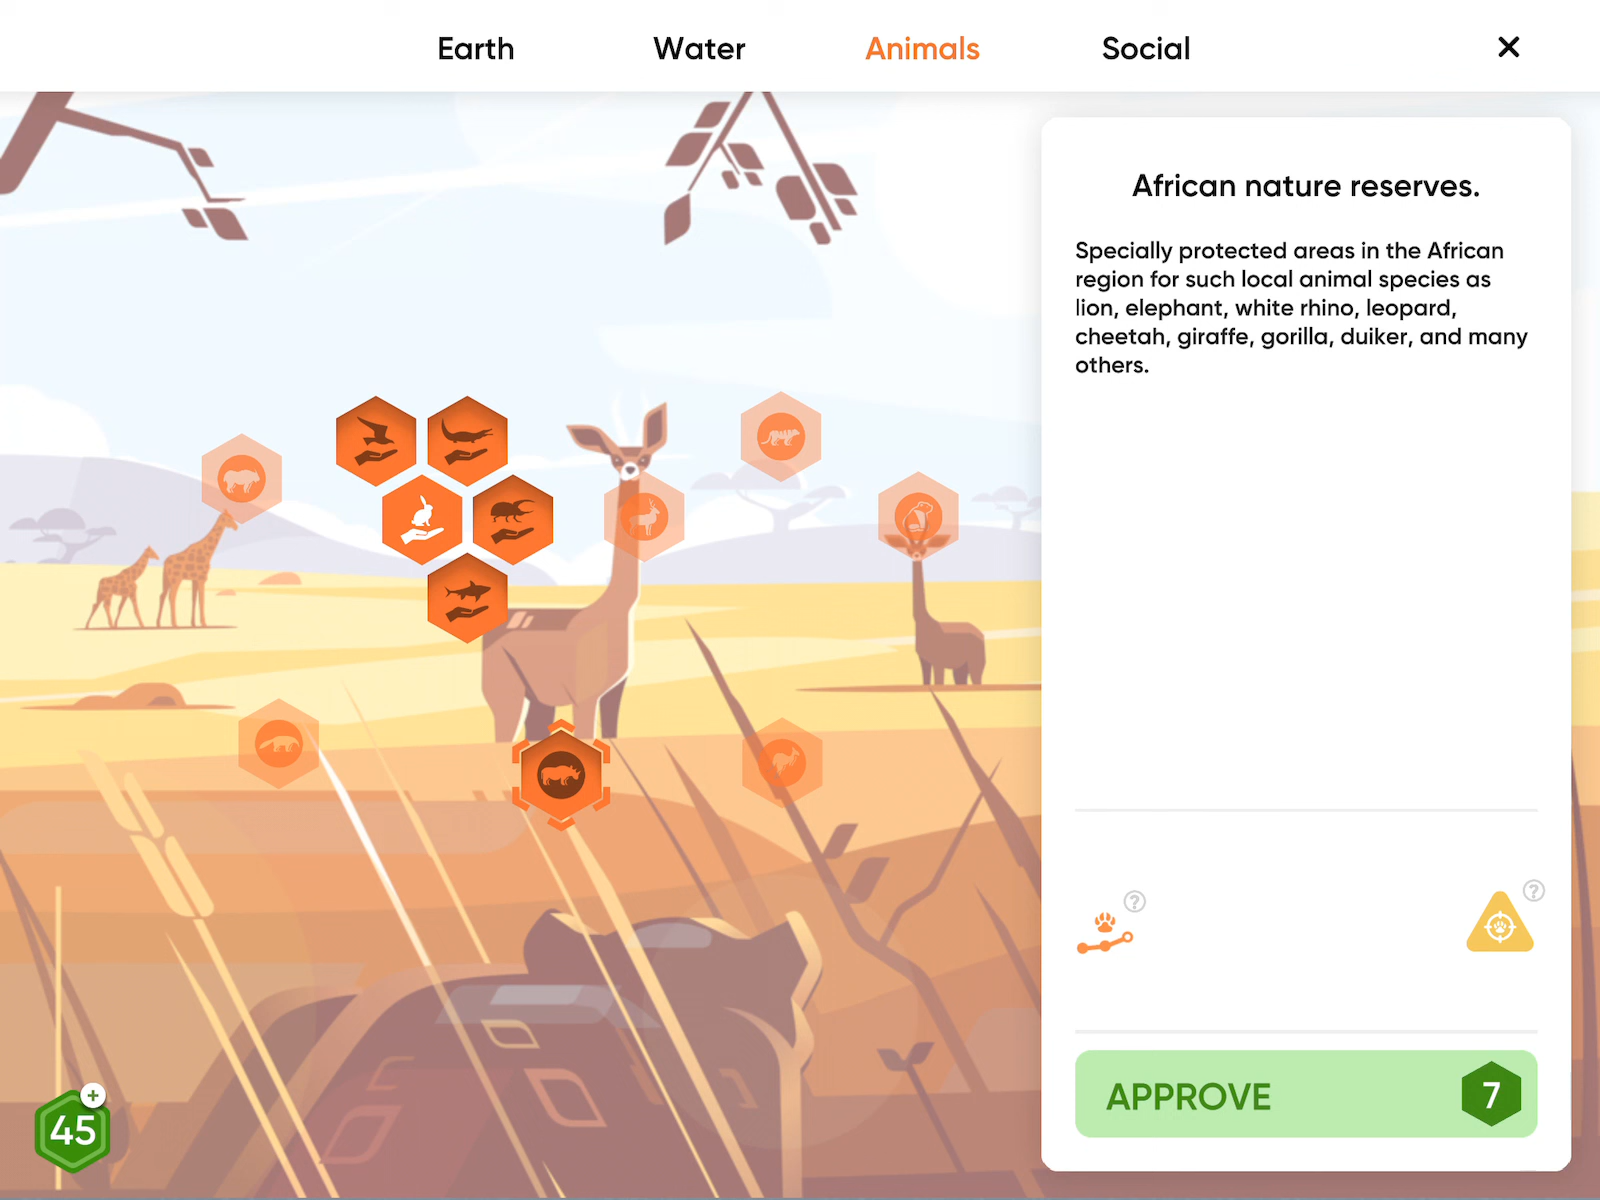 Earth
Water
Animals
Social
African nature reserves.
Specially protected areas in the African
region for such local animal species as
lion, elephant, white rhino, leopard,
cheetah, giraffe, gorilla, duiker, and many
others.
?
?
APPROVE
7
45
+